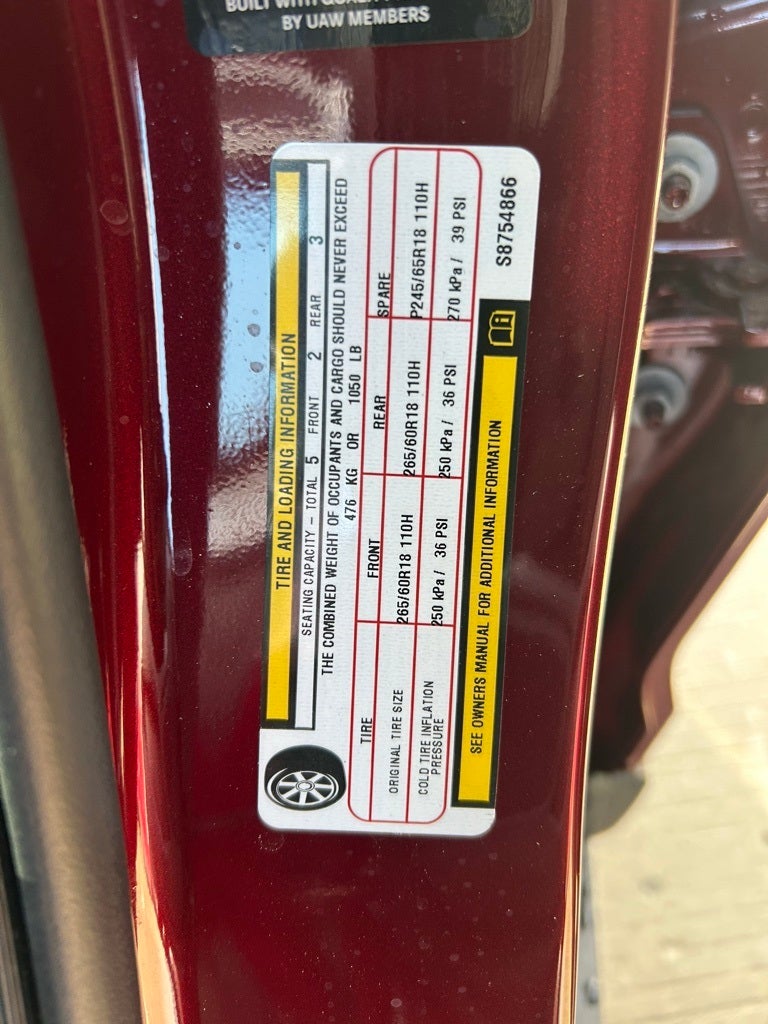 BY UAW MEMBERS
TIRE AND LOADING INFORMATION
SEATING CAPACITY – TOTAL 5 FRONT 2 REAR 3
THE COMBINED WEIGHT OF OCCUPANTS AND CARGO SHOULD NEVER EXCEED
476 KG OR 1050 LB
TIRE FRONT REAR SPARE
ORIGINAL TIRE SIZE 265/60R18 110H 265/60R18 110H P245/65R18 110H
COLD TIRE INFLATION
PRESSURE 250 kPa / 36 PSI 250 kPa / 36 PSI 270 kPa / 39 PSI
SEE OWNERS MANUAL FOR ADDITIONAL INFORMATION
S8754866